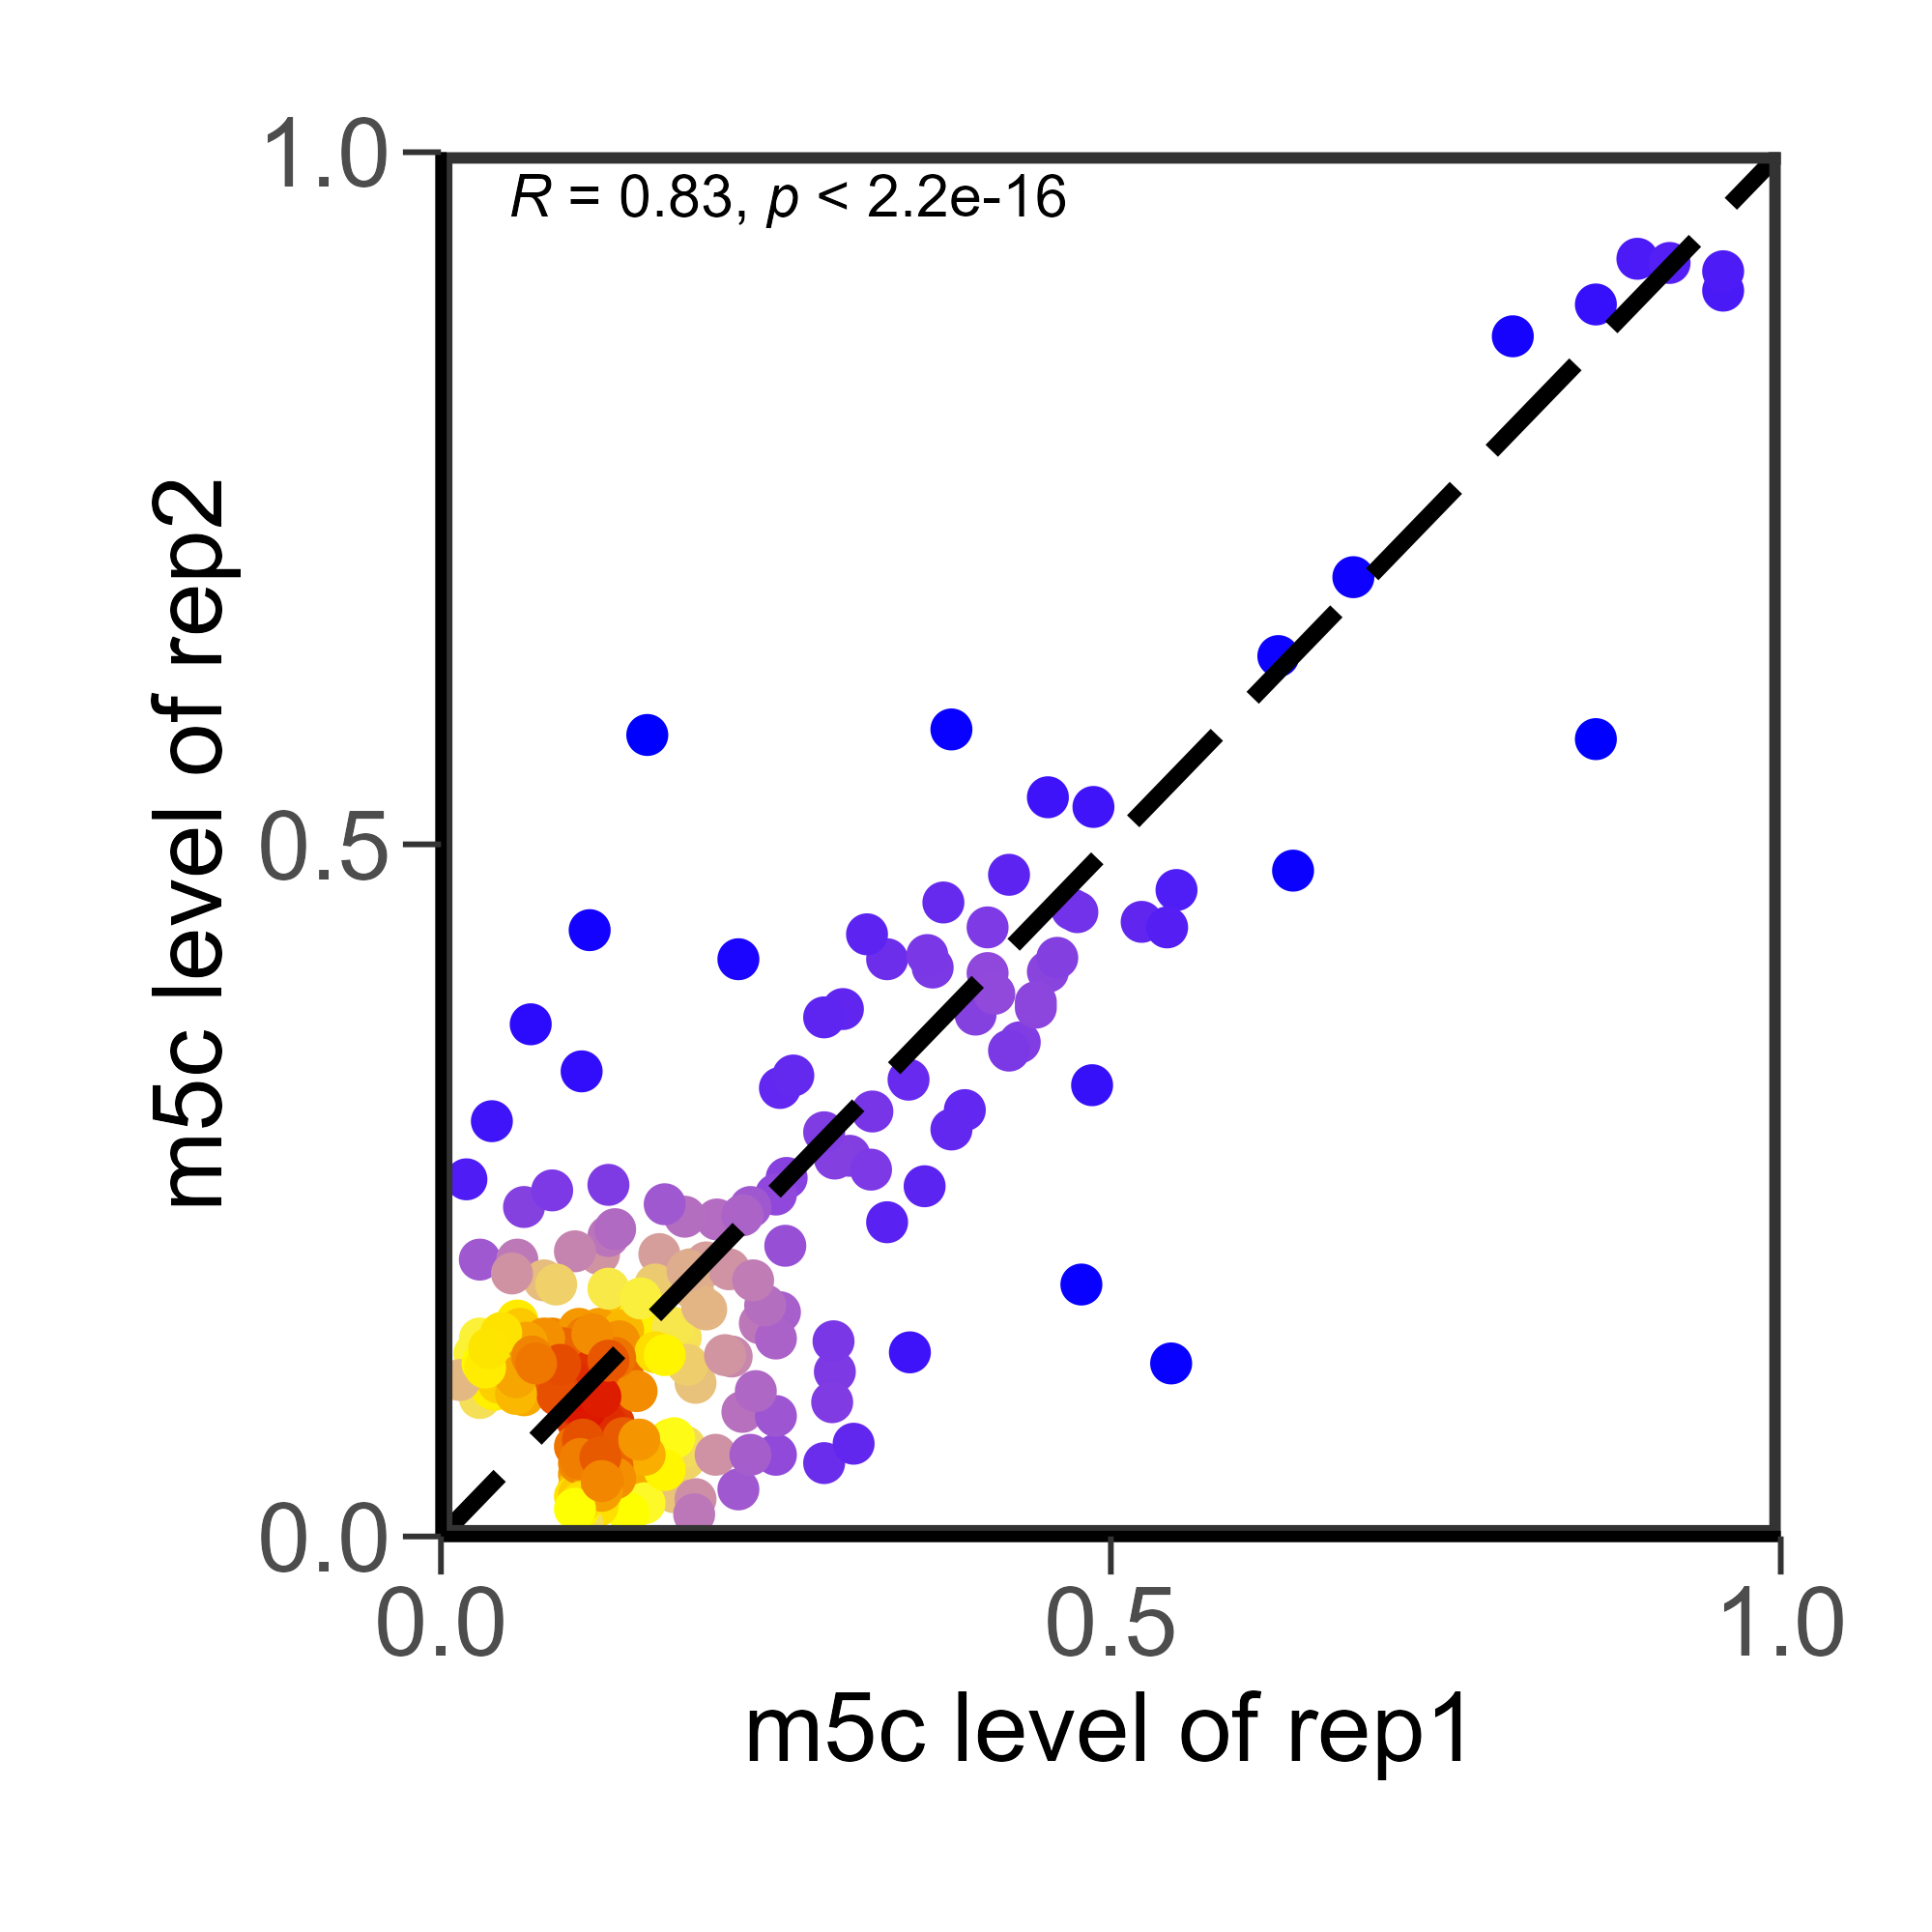 R = 0.83, p < 2.2e-16
1.0
0.5
0.0
m5c level of rep2
0.0 0.5 1.0
m5c level of rep1